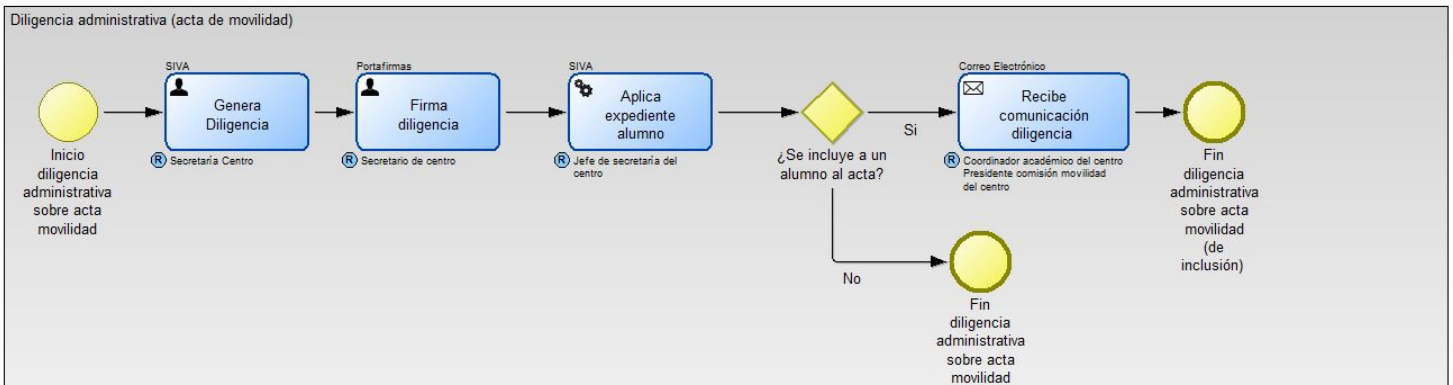 Diligencia administrativa (acta de movilidad)
Inicio
diligencia
administrativa
sobre acta
movilidad
SIVA
Genera
Diligencia
R Secretaría Centro
Portafirmas
Firma
diligencia
R Secretario de centro
SIVA
Aplica
expediente
alumno
R Jefe de secretaría del
centro
¿Se incluye a un
alumno al acta?
Si
Correo Electrónico
Recibe
comunicación
diligencia
R Coordinador académico del centro
Presidente comisión movilidad
del centro
Fin
diligencia
administrativa
sobre acta
movilidad
(de
inclusión)
No
Fin
diligencia
administrativa
sobre acta
movilidad